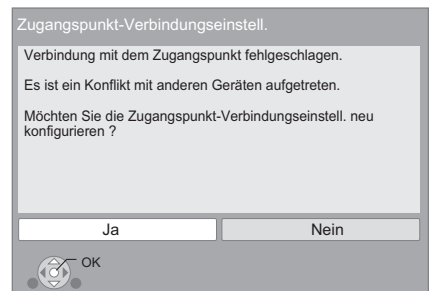 Zugangspunkt-Verbindungseinstell.
Verbindung mit dem Zugangspunkt fehlgeschlagen.
Es ist ein Konflikt mit anderen Geräten aufgetreten.
Möchten Sie die Zugangspunkt-Verbindungseinstell. neu
konfigurieren ?
Ja Nein
OK